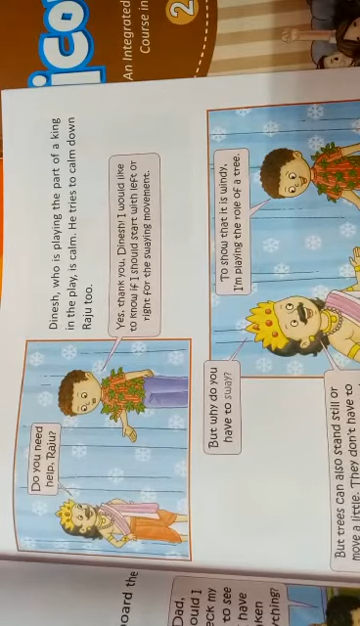 ico
An Integrated
Course in
2
Dinesh, who is playing the part of a king
in the play, is calm. He tries to calm down
Raju too.
Do you need
help, Raju?
Yes, thank you, Dinesh! I would like
to know if I should start with left or
right for the swaying movement.
But why do you
have to sway?
To show that it is windy.
I'm playing the role of a tree.
But trees can also stand still or
move a little. They don't have to
board the
Dad,
ould I
ack my
to see
have
ken
thing?